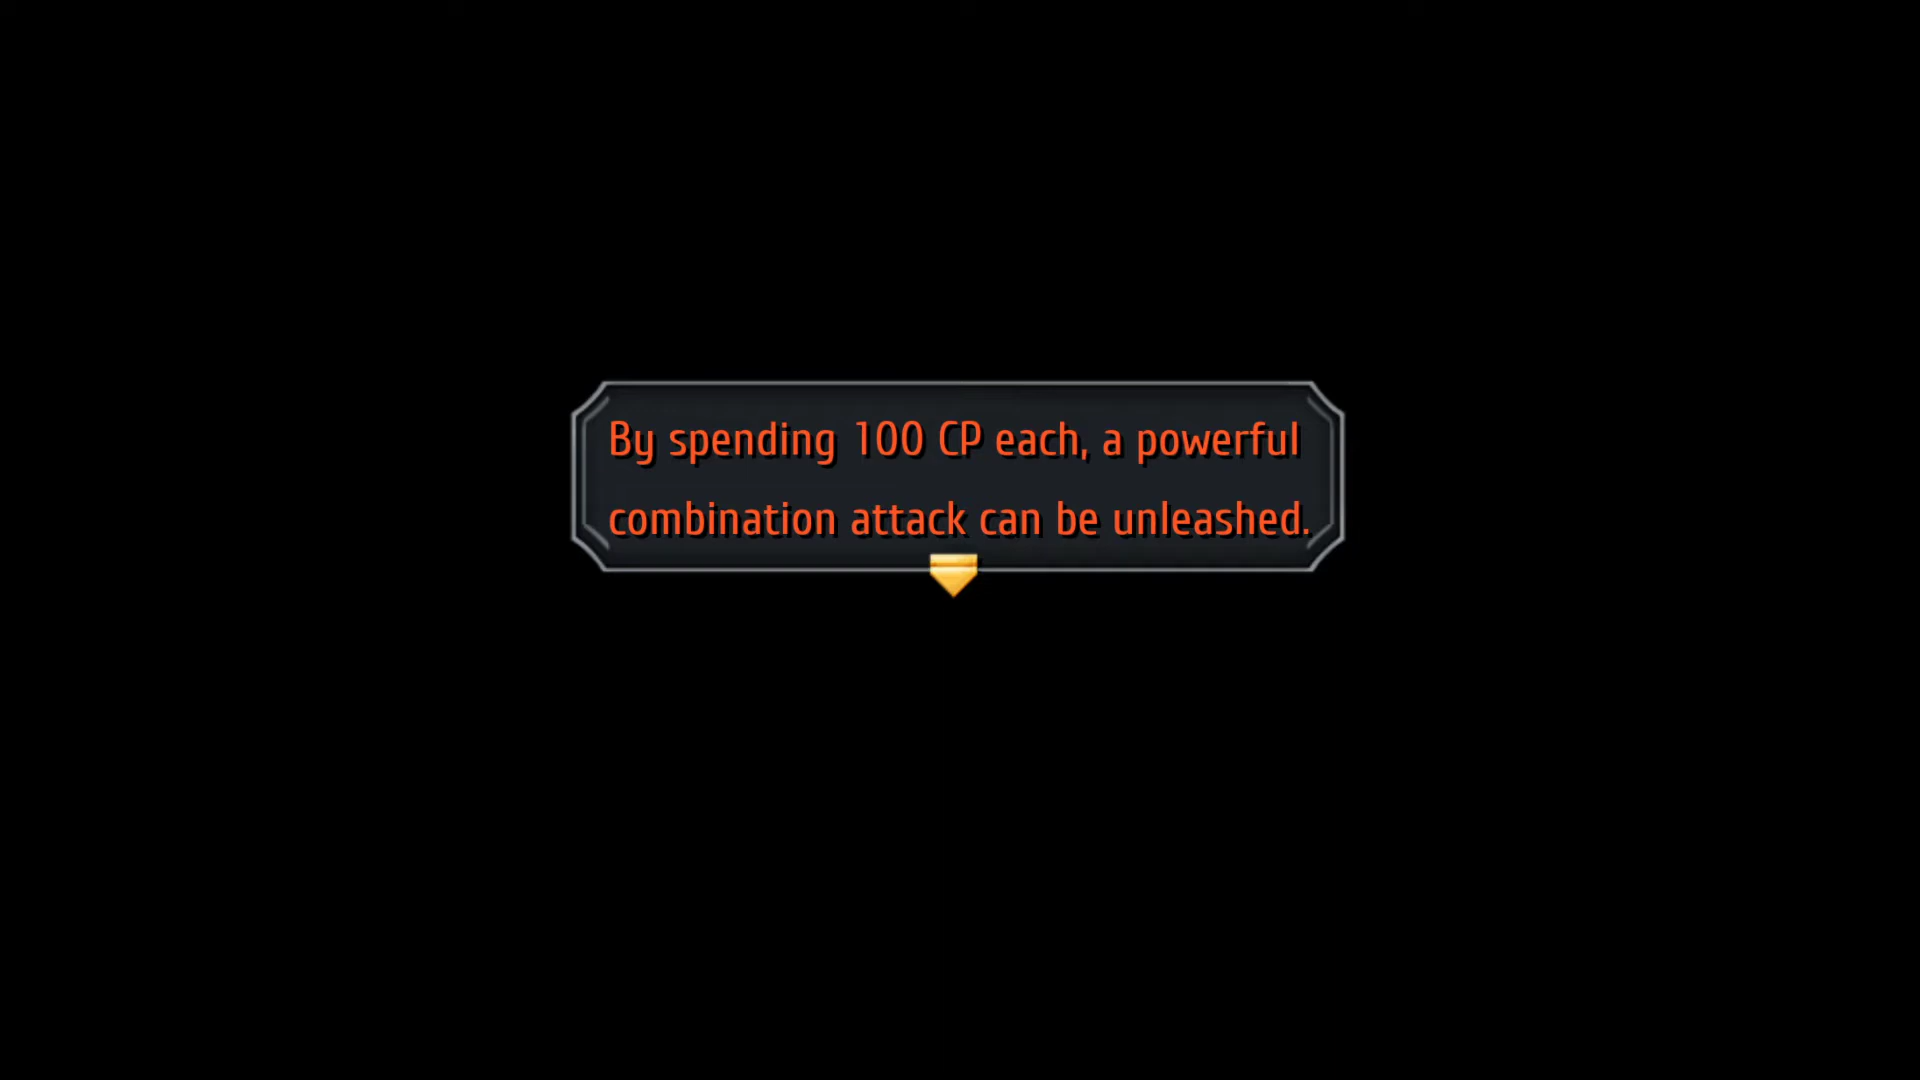 By spending 100 CP each, a powerful
combination attack can be unleashed.